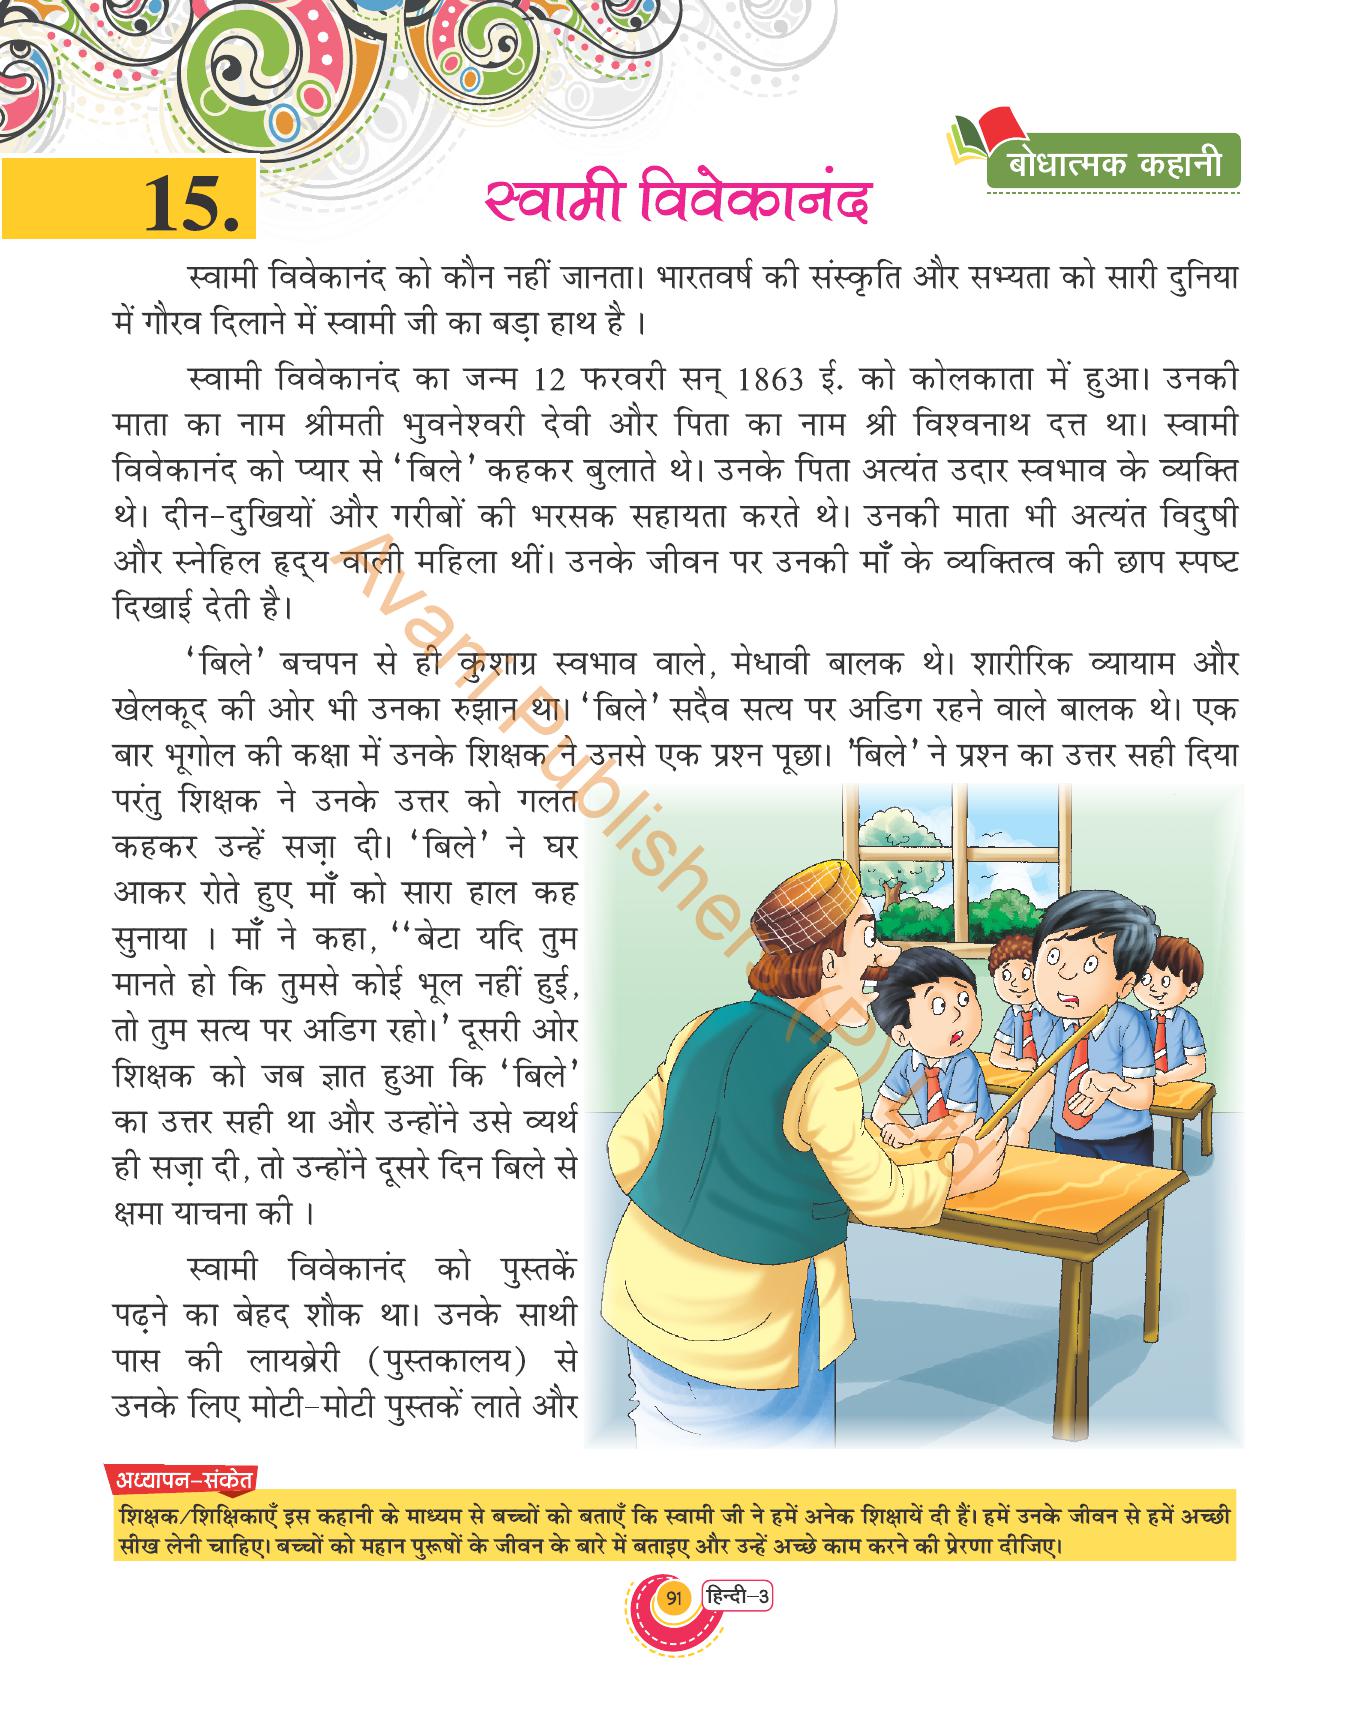 बोधात्मक कहानी
15.
स्वामी विवेकानंद
स्वामी विवेकानंद को कौन नहीं जानता। भारतवर्ष की संस्कृति और सभ्यता को सारी दुनिया
में गौरव दिलाने में स्वामी जी का बड़ा हाथ है ।
स्वामी विवेकानंद का जन्म 12 फरवरी सन् 1863 ई. को कोलकाता में हुआ। उनकी
माता का नाम श्रीमती भुवनेश्वरी देवी और पिता का नाम श्री विश्वनाथ दत्त था। स्वामी
विवेकानंद को प्यार से ‘बिले’ कहकर बुलाते थे। उनके पिता अत्यंत उदार स्वभाव के व्यक्ति
थे। दीन-दुखियों और गरीबों की भरसक सहायता करते थे। उनकी माता भी अत्यंत विदुषी
और स्नेहिल हृद्य वाली महिला थीं। उनके जीवन पर उनकी माँ के व्यक्तित्व की छाप स्पष्ट
दिखाई देती है।
‘बिले’ बचपन से ही कुशाग्र स्वभाव वाले, मेधावी बालक थे। शारीरिक व्यायाम और
खेलकूद की ओर भी उनका रुझान था। ‘बिले’ सदैव सत्य पर अडिग रहने वाले बालक थे। एक
बार भूगोल की कक्षा में उनके शिक्षक ने उनसे एक प्रश्न पूछा। ’बिले’ ने प्रश्न का उत्तर सही दिया
परंतु शिक्षक ने उनके उत्तर को गलत
कहकर उन्हें सज़ा दी। ‘बिले’ ने घर
आकर रोते हुए माँ को सारा हाल कह
सुनाया । माँ ने कहा, ‘‘बेटा यदि तुम
मानते हो कि तुमसे कोई भूल नहीं हुई,
तो तुम सत्य पर अडिग रहो।’ दूसरी ओर
शिक्षक को जब ज्ञात हुआ कि ‘बिले’
का उत्तर सही था और उन्होंने उसे व्यर्थ
ही सज़ा दी, तो उन्होंने दूसरे दिन बिले से
क्षमा याचना की ।
स्वामी विवेकानंद को पुस्तकें
पढ़ने का बेहद शौक था। उनके साथी
पास की लायब्रेरी (पुस्तकालय) से
उनके लिए मोटी-मोटी पुस्तकें लाते और
Avani Publishers (P) Ltd.
अध्यापन-संकेत
शिक्षक/शिक्षिकाएँ इस कहानी के माध्यम से बच्चों को बताएँ कि स्वामी जी ने हमें अनेक शिक्षायें दी हैं। हमें उनके जीवन से हमें अच्छी
सीख लेनी चाहिए। बच्चों को महान पुरूषों के जीवन के बारे में बताइए और उन्हें अच्छे काम करने की प्रेरणा दीजिए।
91 हिन्दी-3